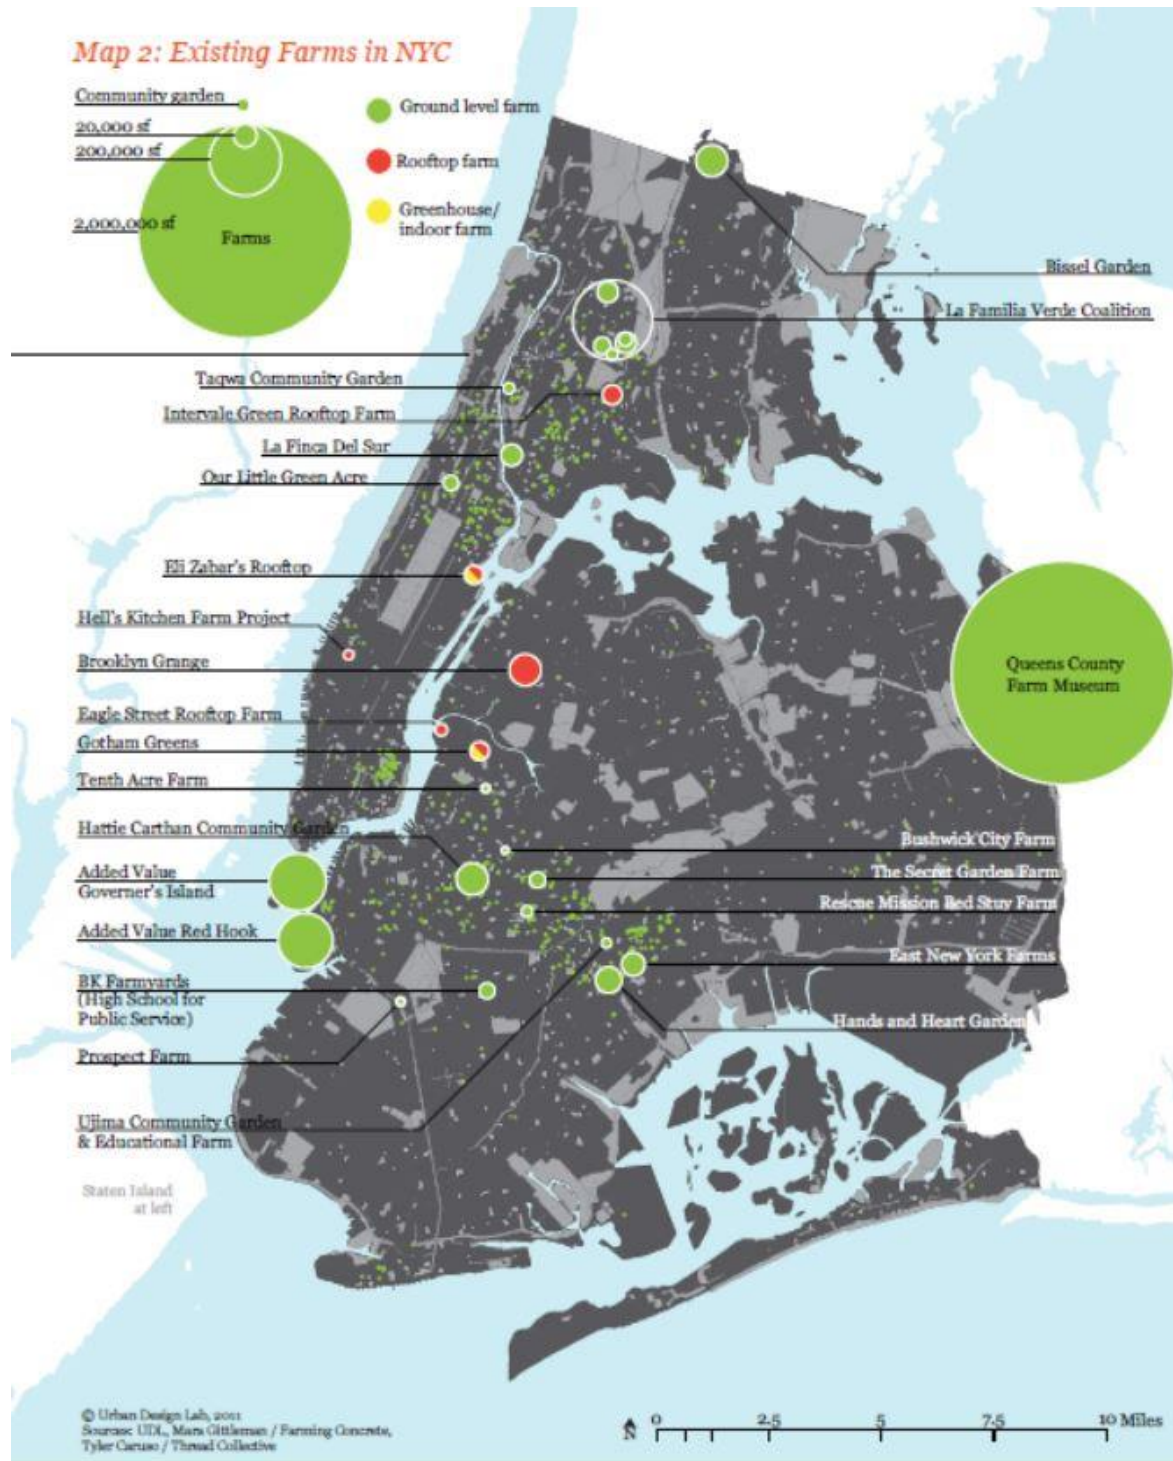 Map 2: Existing Farms in NYC
Community garden
20,000 sf
200,000 sf
2,000,000 sf
Farms
Ground level farm
Rooftop farm
Greenhouse/
indoor farm
Bissel Garden
La Familia Verde Coalition
Taqwa Community Garden
Intervale Green Rooftop Farm
La Finca Del Sur
Our Little Green Acre
Eli Zabar's Rooftop
Hell's Kitchen Farm Project
Brooklyn Grange
Queens County
Farm Museum
Eagle Street Rooftop Farm
Gotham Greens
Tenth Acre Farm
Hattie Carthan Community Garden
Bushwick City Farm
Added Value
Governer's Island
The Secret Garden Farm
Rescue Mission Bed Stuy Farm
Added Value Red Hook
East New York Farms
BK Farmyards
(High School for
Public Service)
Hands and Heart Garden
Prospect Farm
Ujima Community Garden
& Educational Farm
Staten Island
at left
© Urban Design Lab, 2011
Sources: UDL, Mara Gittleman / Farming Concrete,
Tyler Caruso / Thread Collective
N
0 2.5 5 7.5 10 Miles